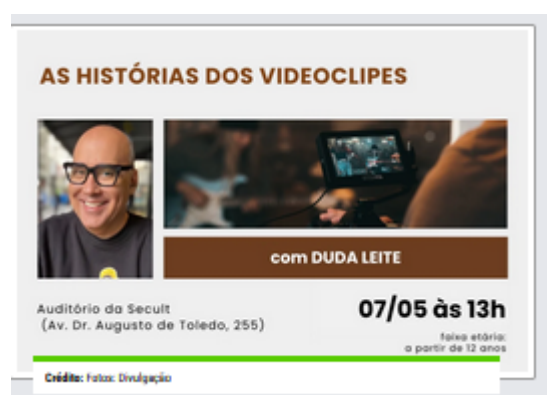 AS HISTÓRIAS DOS VIDEOCLIPES
com DUDA LEITE
Auditório da Secult
(Av. Dr. Augusto de Toledo, 255)
07/05 às 13h
faixa etária:
a partir de 12 anos
Crédito: Fotos: Divulgação